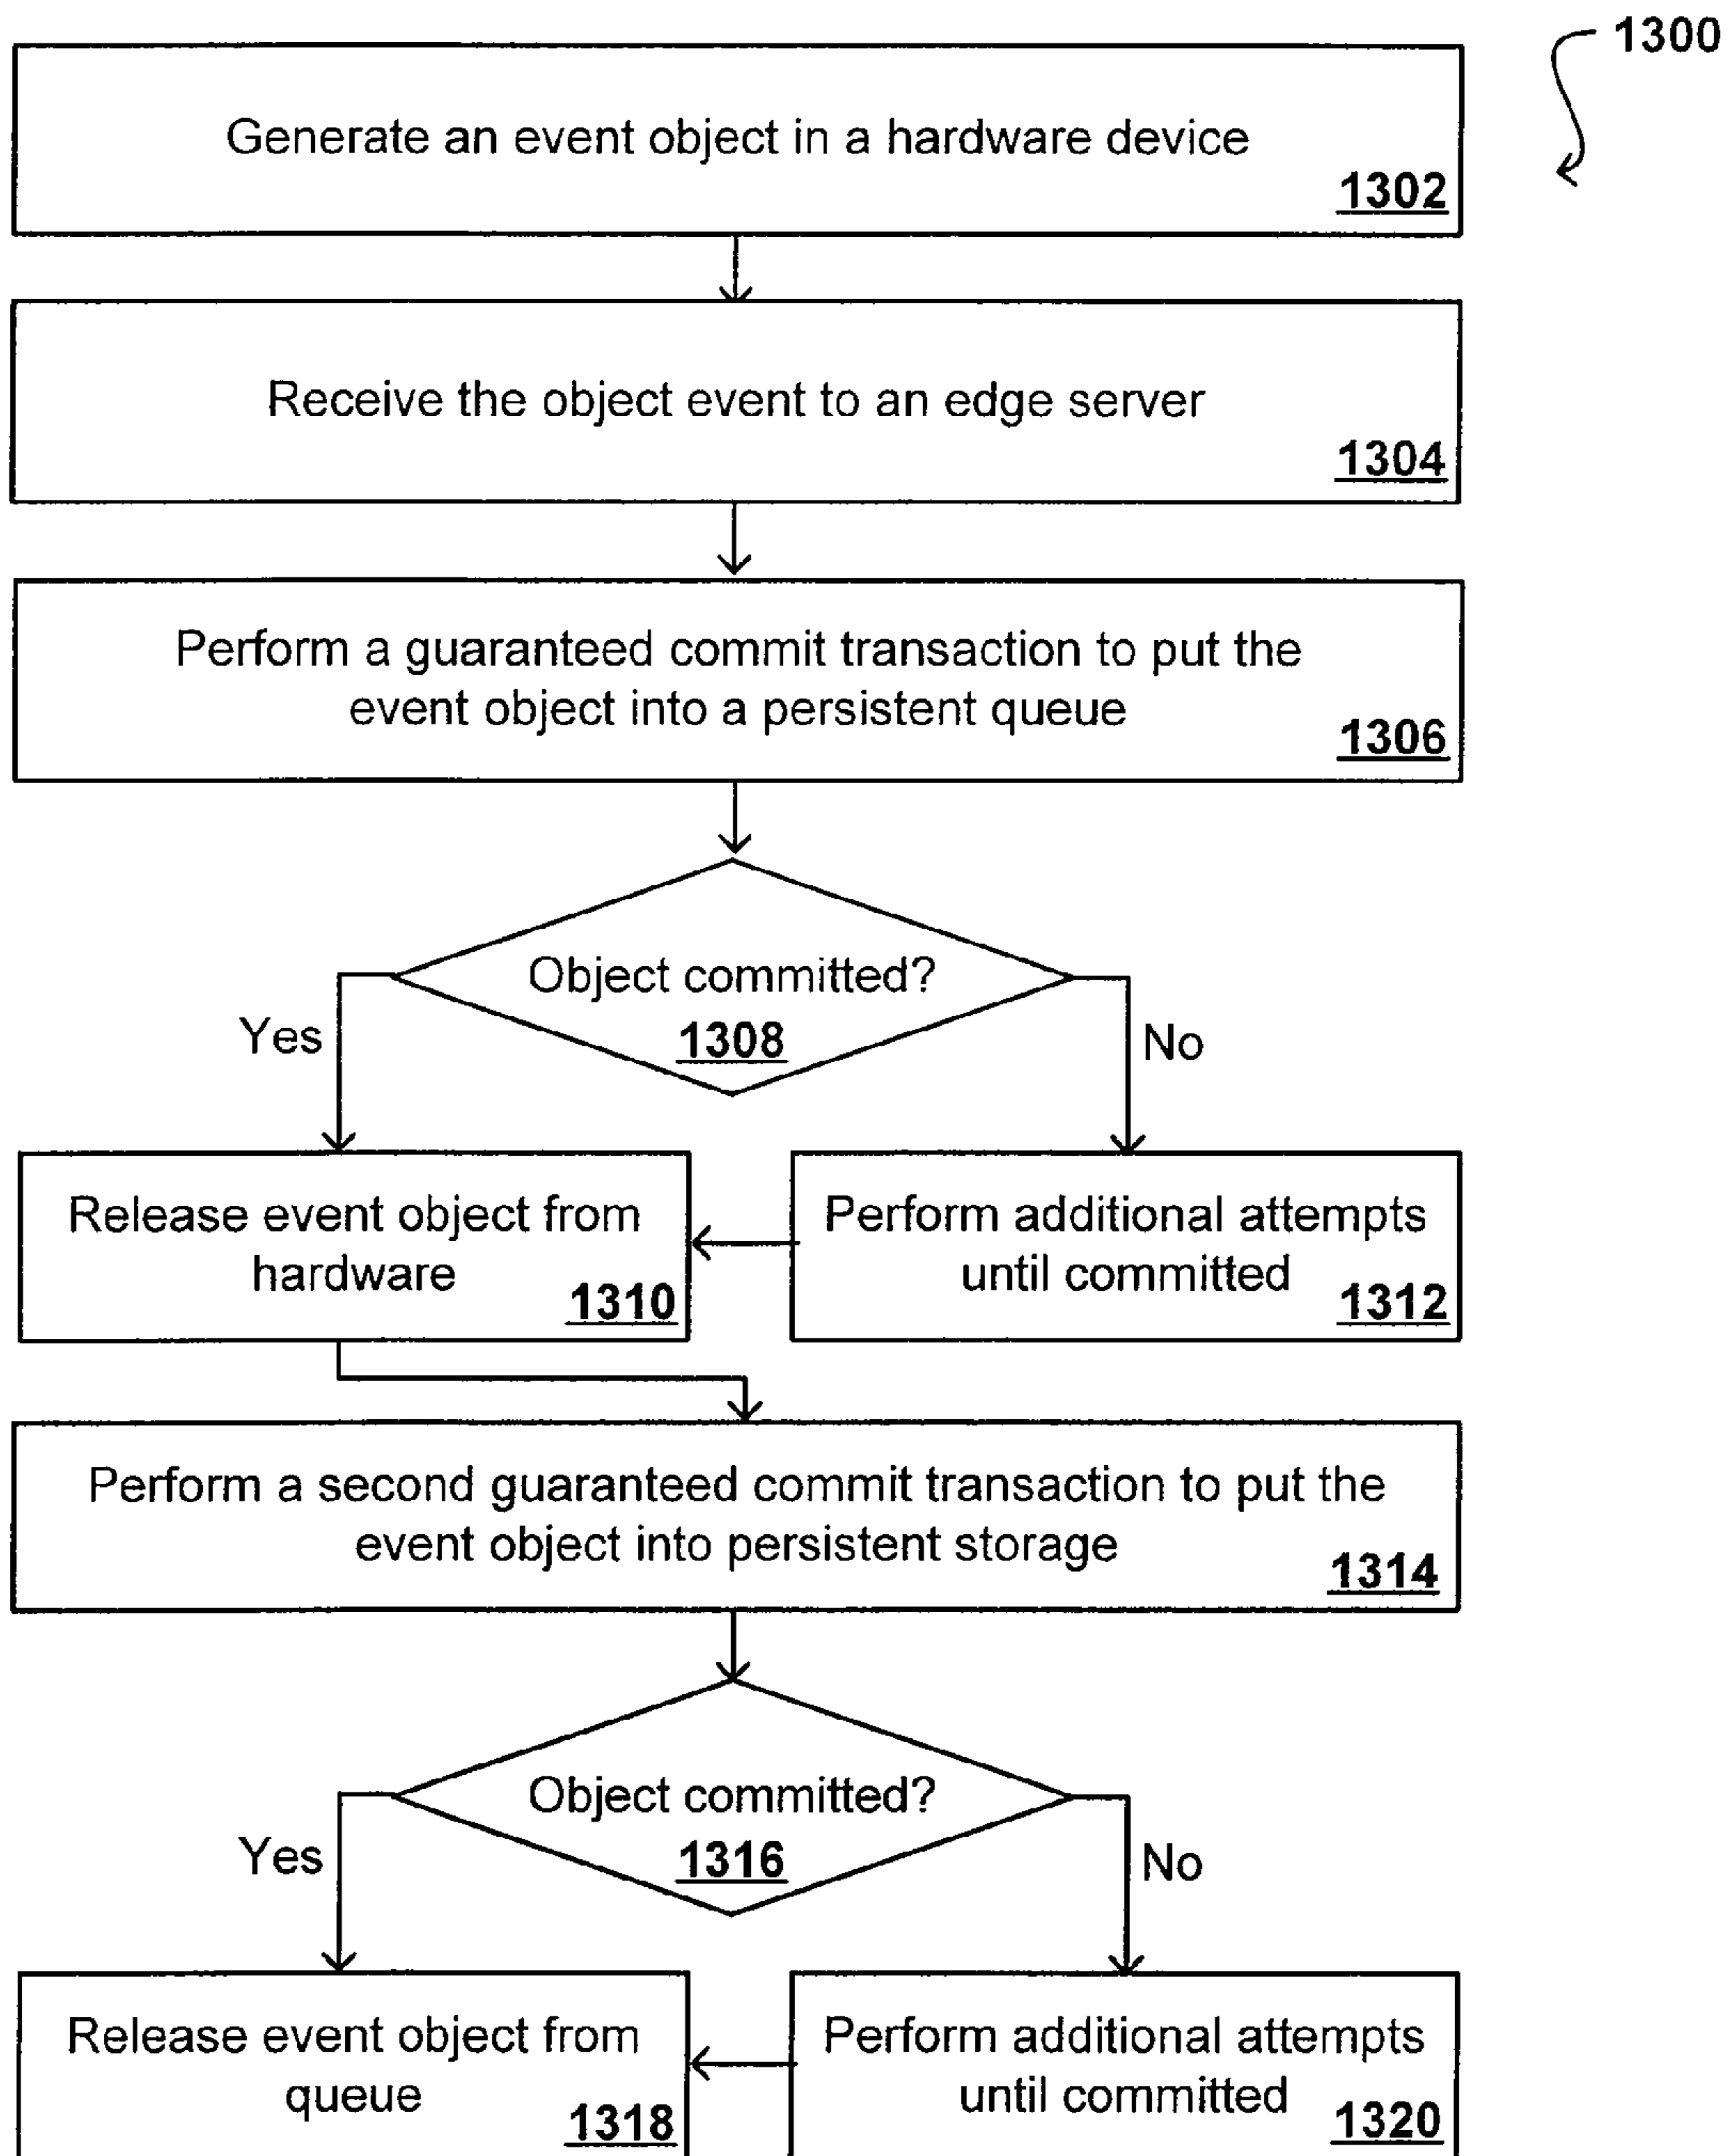 1300
Generate an event object in a hardware device
1302
Receive the object event to an edge server
1304
Perform a guaranteed commit transaction to put the
event object into a persistent queue
1306
Object committed?
1308
Yes
No
Release event object from
hardware
1310
Perform additional attempts
until committed
1312
Perform a second guaranteed commit transaction to put the
event object into persistent storage
1314
Object committed?
1316
Yes
No
Release event object from
queue
1318
Perform additional attempts
until committed
1320